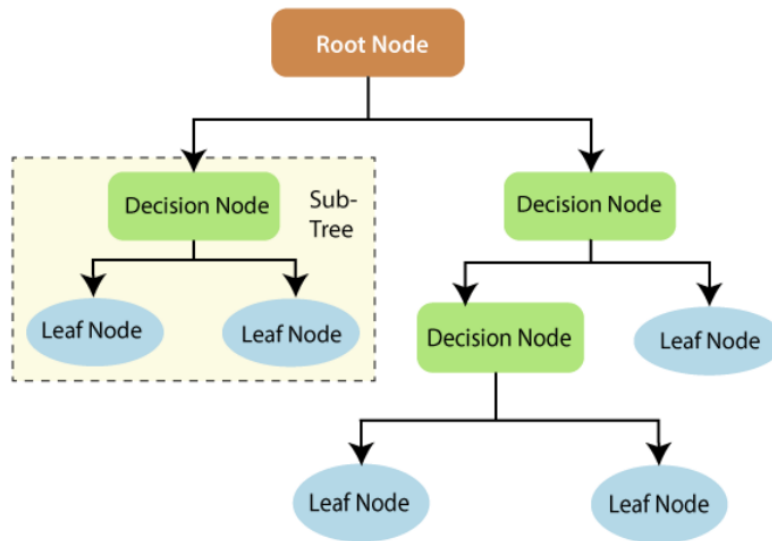 Root Node
Decision Node
Sub-
Tree
Decision Node
Leaf Node
Leaf Node
Decision Node
Leaf Node
Leaf Node
Leaf Node